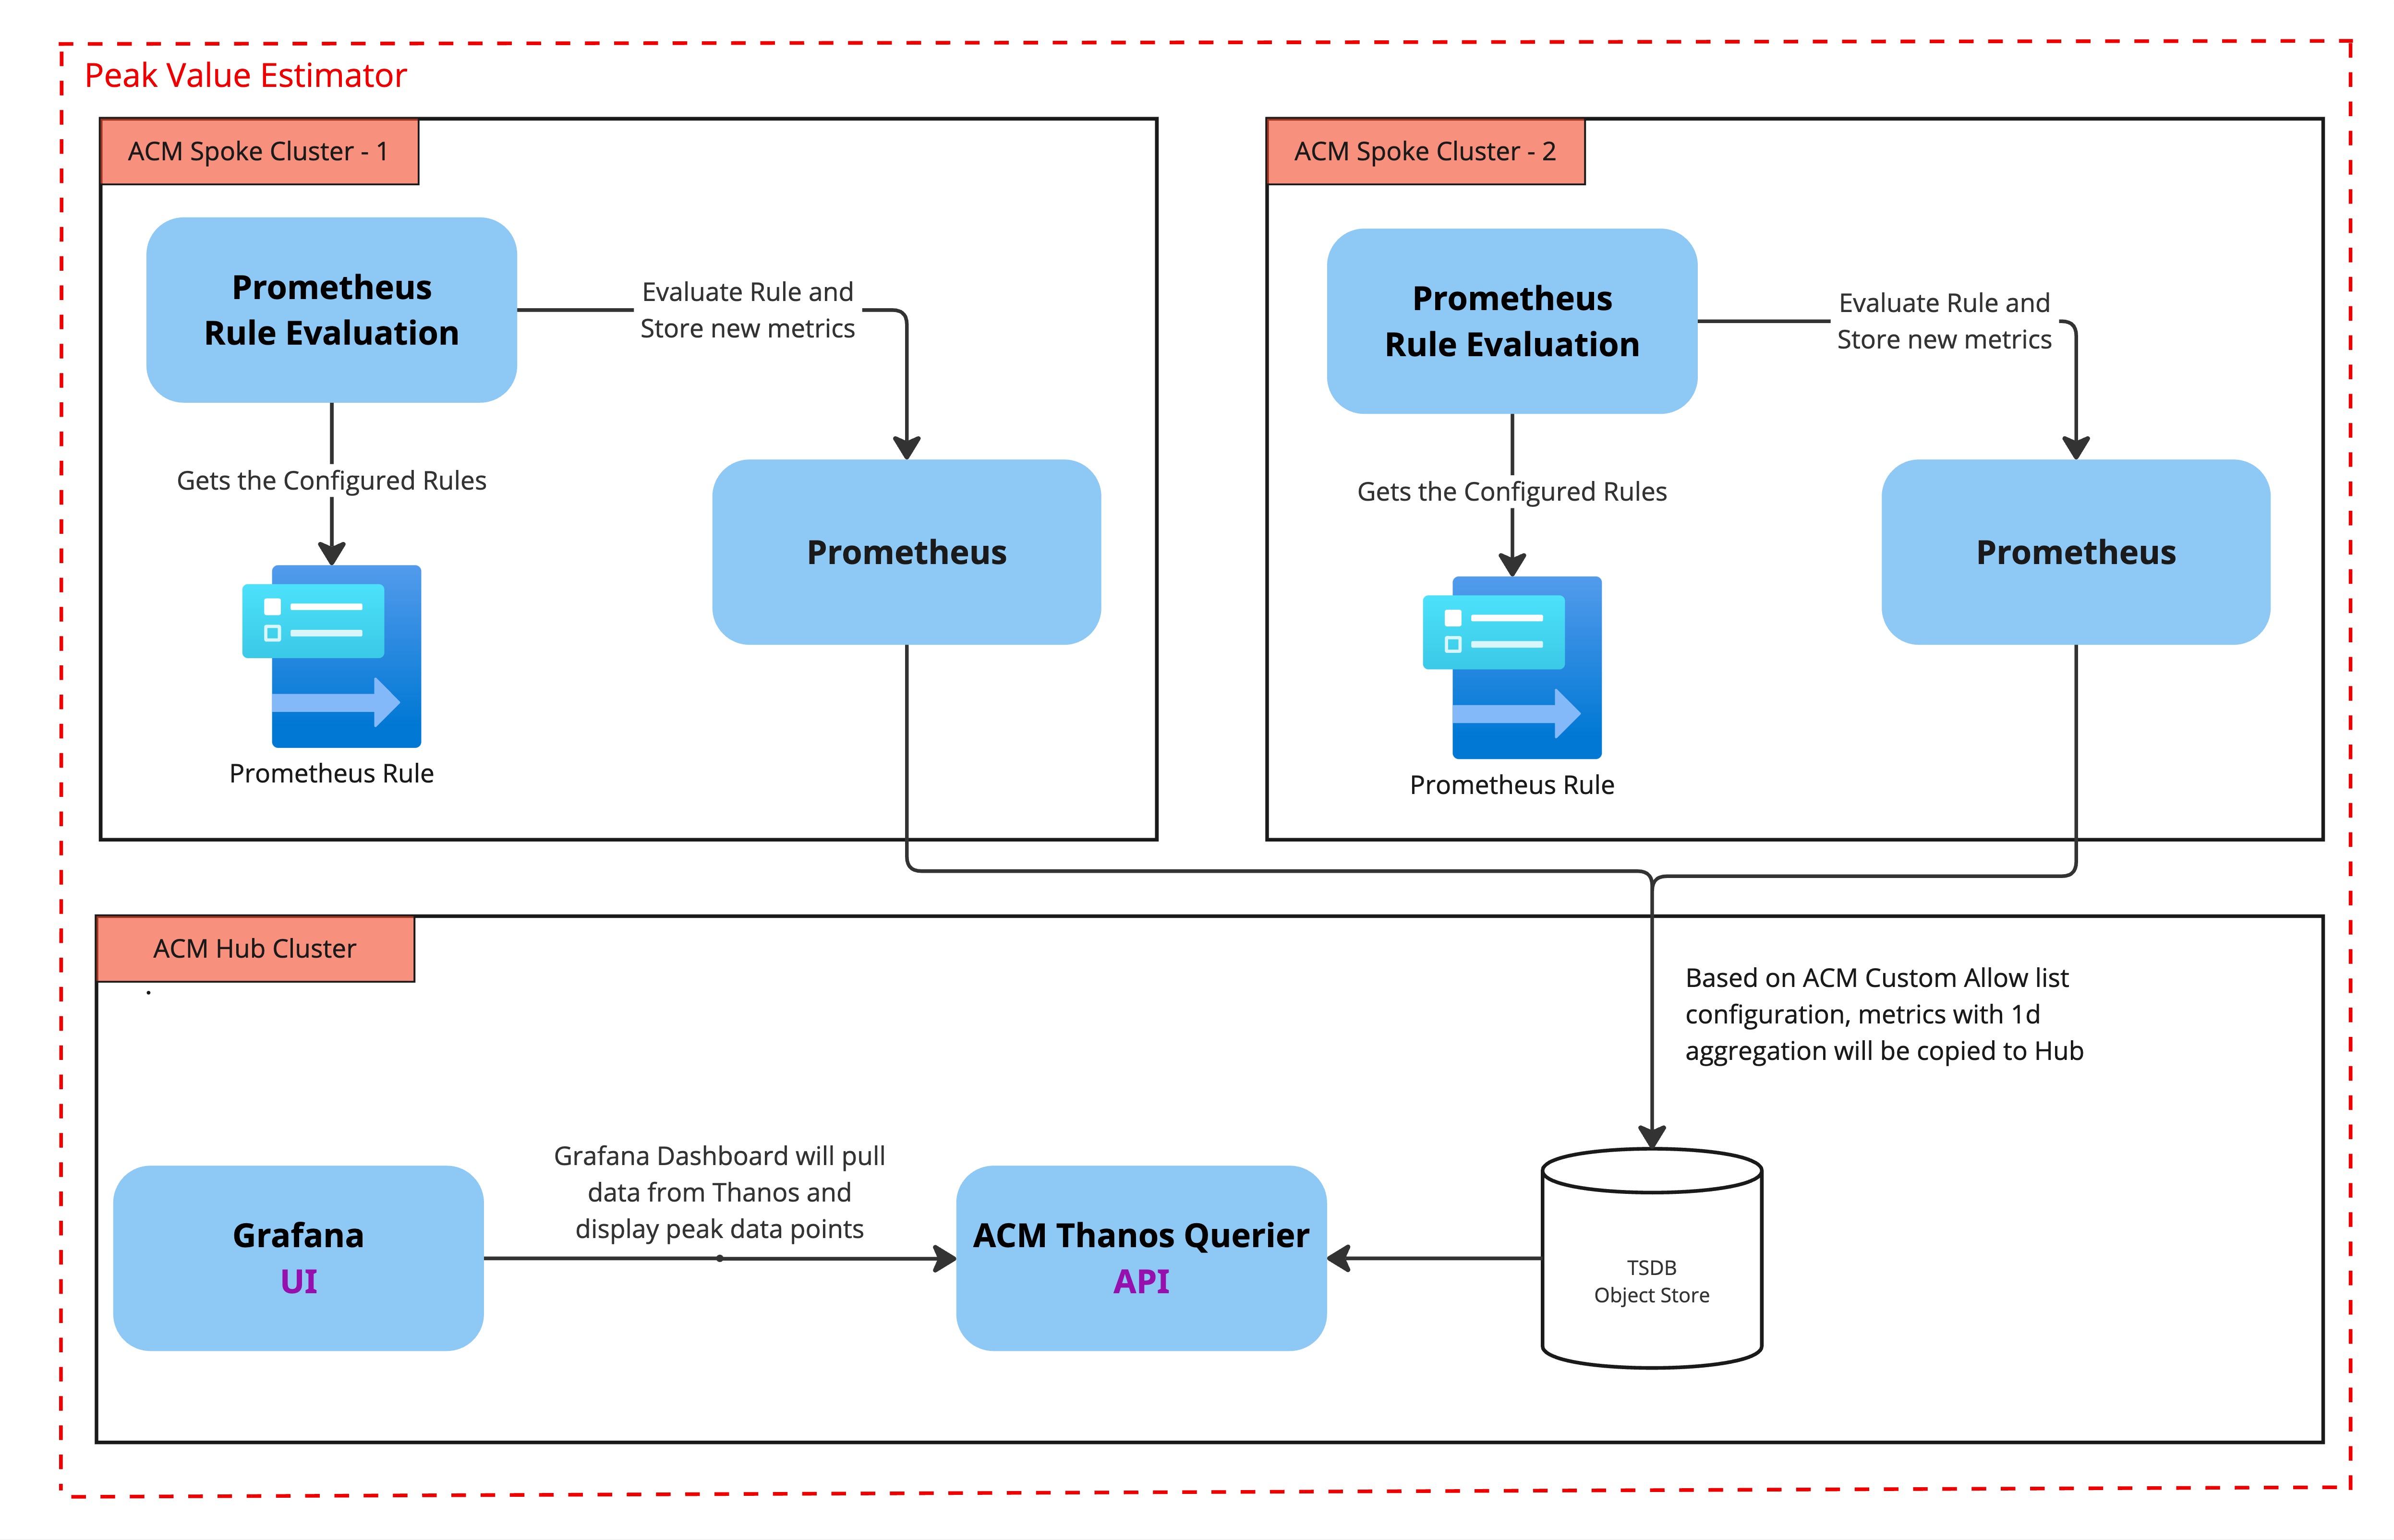 Peak Value Estimator
ACM Spoke Cluster - 1
Prometheus
Rule Evaluation
Evaluate Rule and
Store new metrics
Gets the Configured Rules
Prometheus
Prometheus Rule
ACM Spoke Cluster - 2
Prometheus
Rule Evaluation
Evaluate Rule and
Store new metrics
Gets the Configured Rules
Prometheus
Prometheus Rule
ACM Hub Cluster
.
Based on ACM Custom Allow list
configuration, metrics with 1d
aggregation will be copied to Hub
Grafana
UI
Grafana Dashboard will pull
data from Thanos and
display peak data points
ACM Thanos Querier
API
TSDB
Object Store